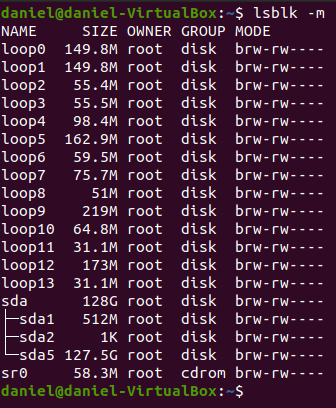 daniel@daniel-VirtualBox:~$ lsblk -m
NAME     SIZE OWNER GROUP MODE
loop0  149.8M root  disk  brw-rw----
loop1  149.8M root  disk  brw-rw----
loop2   55.4M root  disk  brw-rw----
loop3   55.5M root  disk  brw-rw----
loop4   98.4M root  disk  brw-rw----
loop5  162.9M root  disk  brw-rw----
loop6   59.5M root  disk  brw-rw----
loop7   75.7M root  disk  brw-rw----
loop8     51M root  disk  brw-rw----
loop9    219M root  disk  brw-rw----
loop10  64.8M root  disk  brw-rw----
loop11  31.1M root  disk  brw-rw----
loop12   173M root  disk  brw-rw----
loop13  31.1M root  disk  brw-rw----
sda      128G root  disk  brw-rw----
├─sda1   512M root  disk  brw-rw----
├─sda2     1K root  disk  brw-rw----
└─sda5 127.5G root  disk  brw-rw----
sr0     58.3M root  cdrom brw-rw----
daniel@daniel-VirtualBox:~$